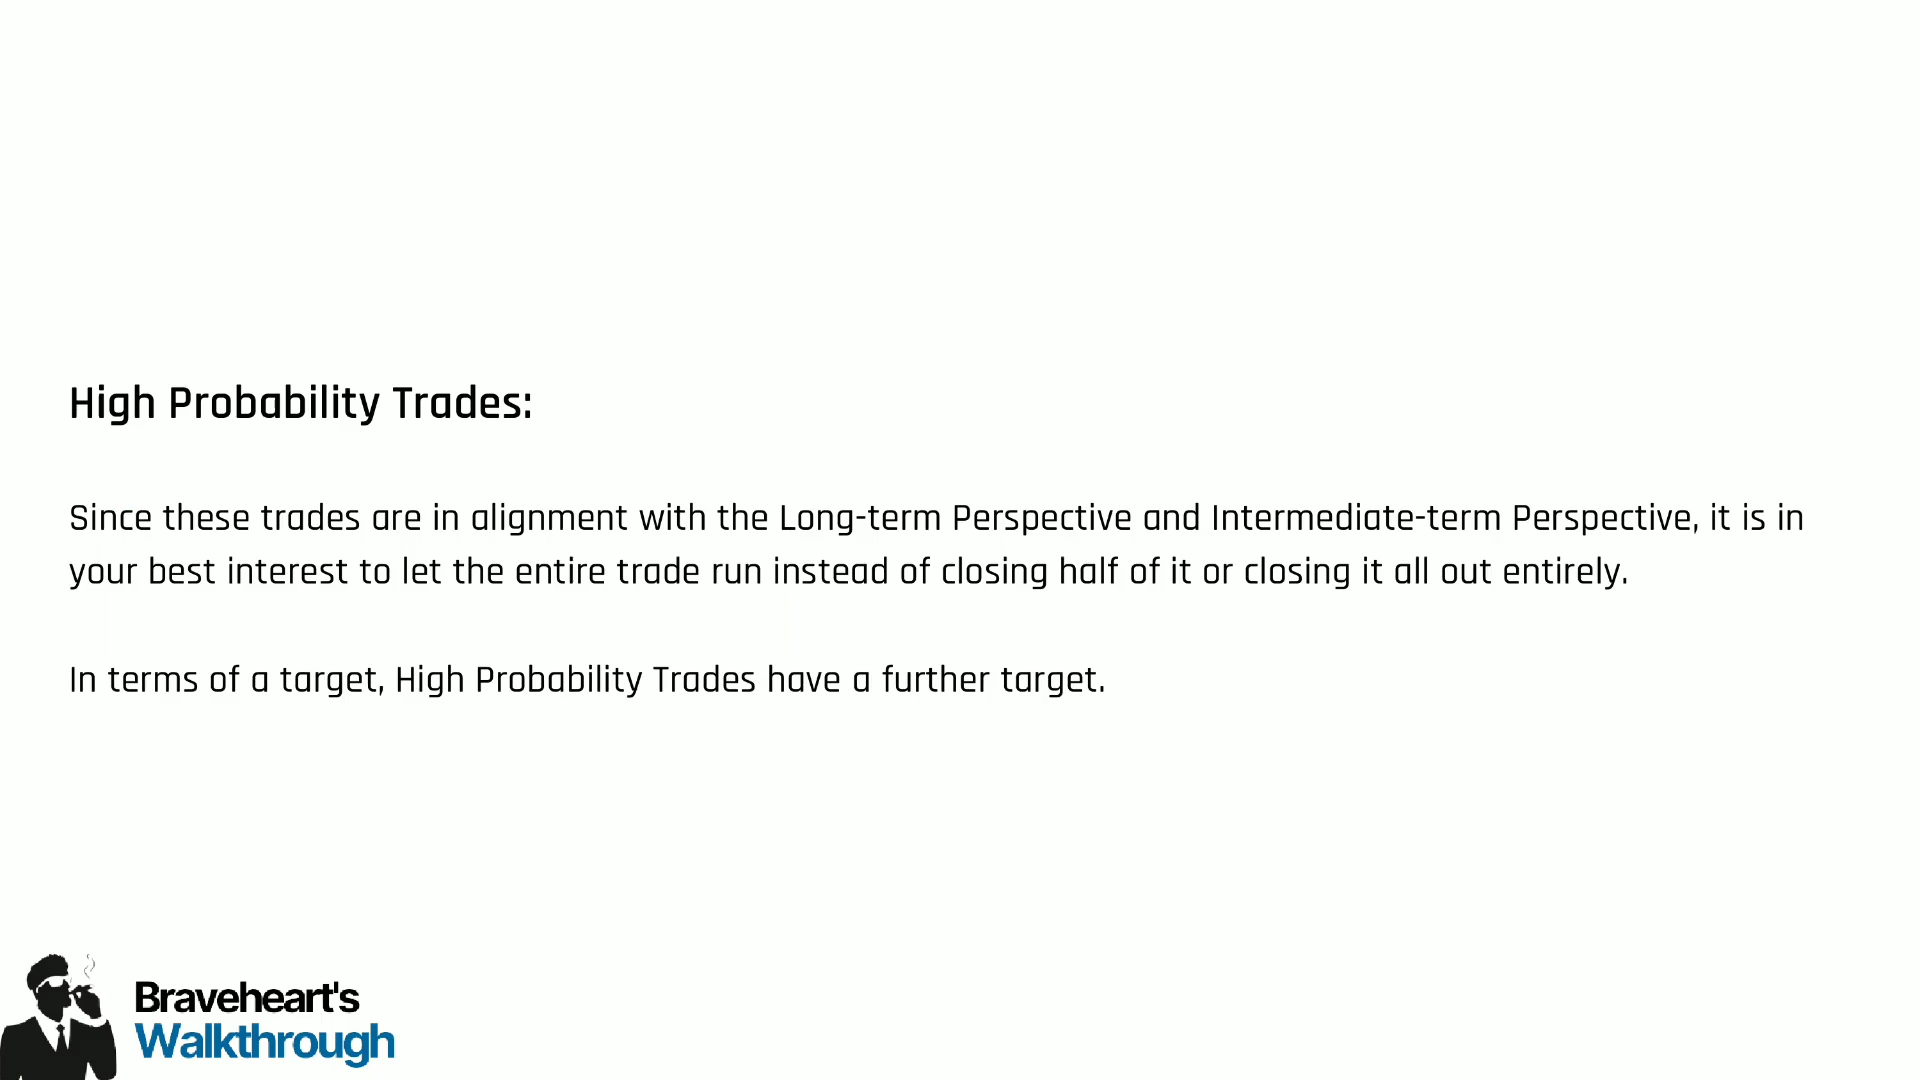 High Probability Trades:
Since these trades are in alignment with the Long-term Perspective and Intermediate-term Perspective, it is in
your best interest to let the entire trade run instead of closing half of it or closing it all out entirely.
In terms of a target, High Probability Trades have a further target.
Braveheart's
Walkthrough